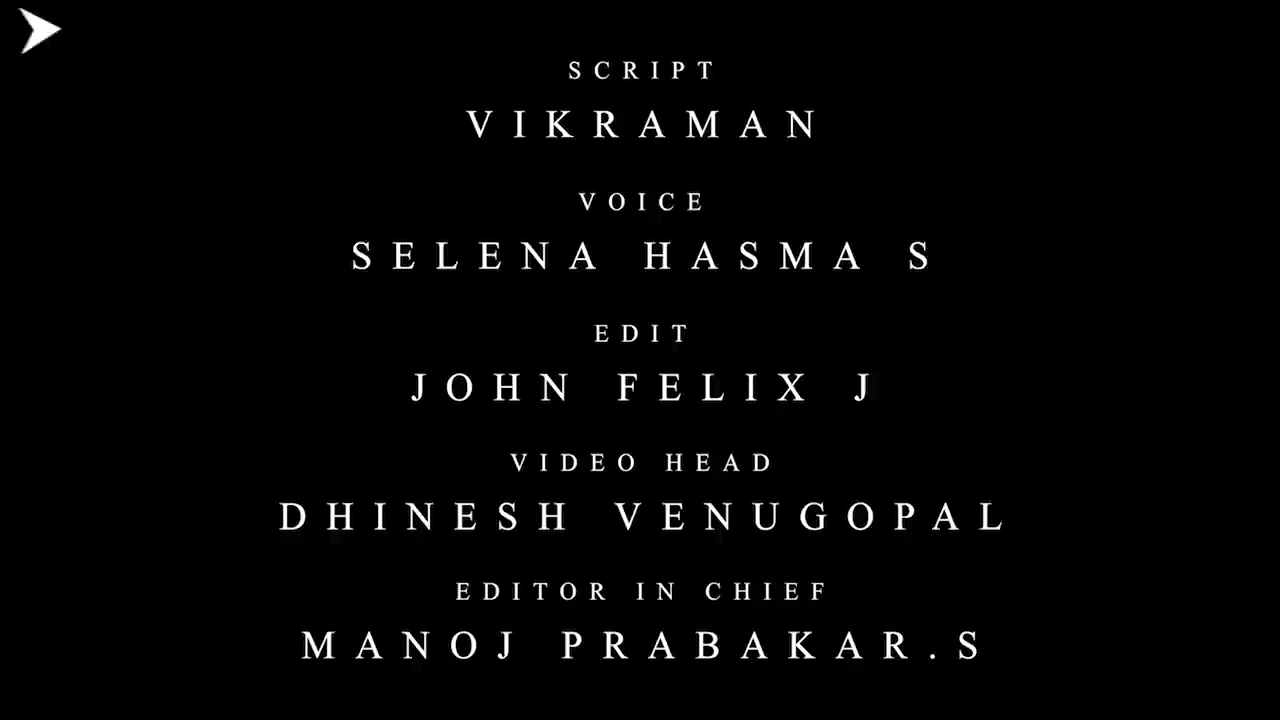 SCRIPT
VIKRAMAN
VOICE
SELENA HASMA S
EDIT
JOHN FELIX J
VIDEO HEAD
DHINESH VENUGOPAL
EDITOR IN CHIEF
MANOJ PRABAKAR.S